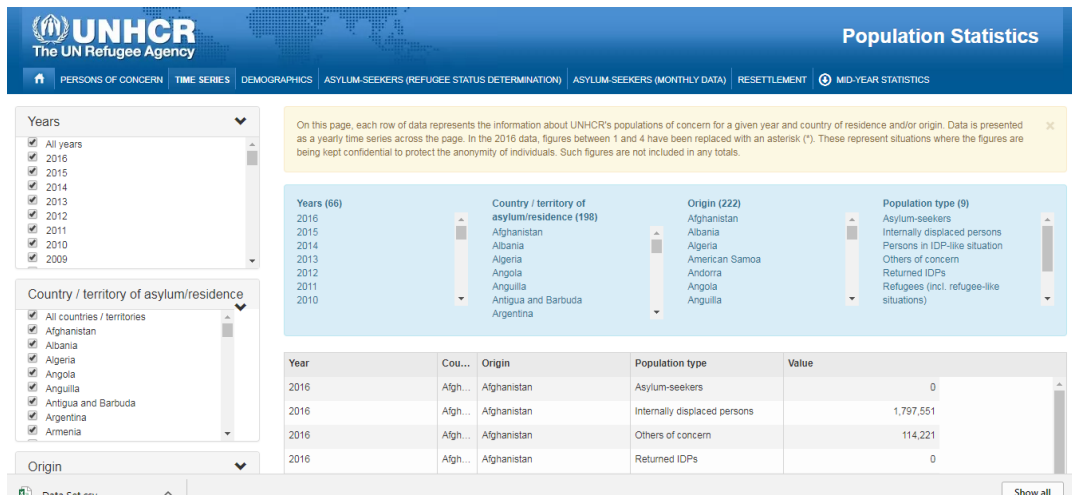 UNHCR
The UN Refugee Agency
Population Statistics
PERSONS OF CONCERN TIME SERIES DEMOGRAPHICS ASYLUM-SEEKERS (REFUGEE STATUS DETERMINATION) ASYLUM-SEEKERS (MONTHLY DATA) RESETTLEMENT MID-YEAR STATISTICS
Years
All years
2016
2015
2014
2013
2012
2011
2010
2009
Country / territory of asylum/residence
All countries / territories
Afghanistan
Albania
Algeria
Angola
Anguilla
Antigua and Barbuda
Argentina
Armenia
Origin
On this page, each row of data represents the information about UNHCR's populations of concern for a given year and country of residence and/or origin. Data is presented
as a yearly time series across the page. In the 2016 data, figures between 1 and 4 have been replaced with an asterisk (*). These represent situations where the figures are
being kept confidential to protect the anonymity of individuals. Such figures are not included in any totals.
Years (66)
2016
2015
2014
2013
2012
2011
2010
Country / territory of
asylum/residence (198)
Afghanistan
Albania
Algeria
Angola
Anguilla
Antigua and Barbuda
Argentina
Origin (222)
Afghanistan
Albania
Algeria
American Samoa
Andorra
Angola
Anguilla
Population type (9)
Asylum-seekers
Internally displaced persons
Persons in IDP-like situation
Others of concern
Returned IDPs
Refugees (incl. refugee-like
situations)
Year Cou... Origin Population type Value
2016 Afgh... Afghanistan Asylum-seekers 0
2016 Afgh... Afghanistan Internally displaced persons 1,797,551
2016 Afgh... Afghanistan Others of concern 114,221
2016 Afgh... Afghanistan Returned IDPs 0
Data Set.csv
Show all